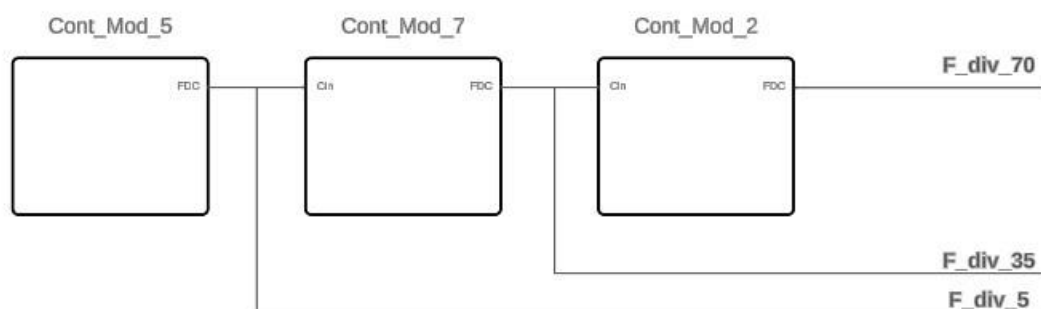 Cont_Mod_5
Cont_Mod_7
Cont_Mod_2
F_div_70
FDC
Cin
FDC
Cin
FDC
F_div_35
F_div_5